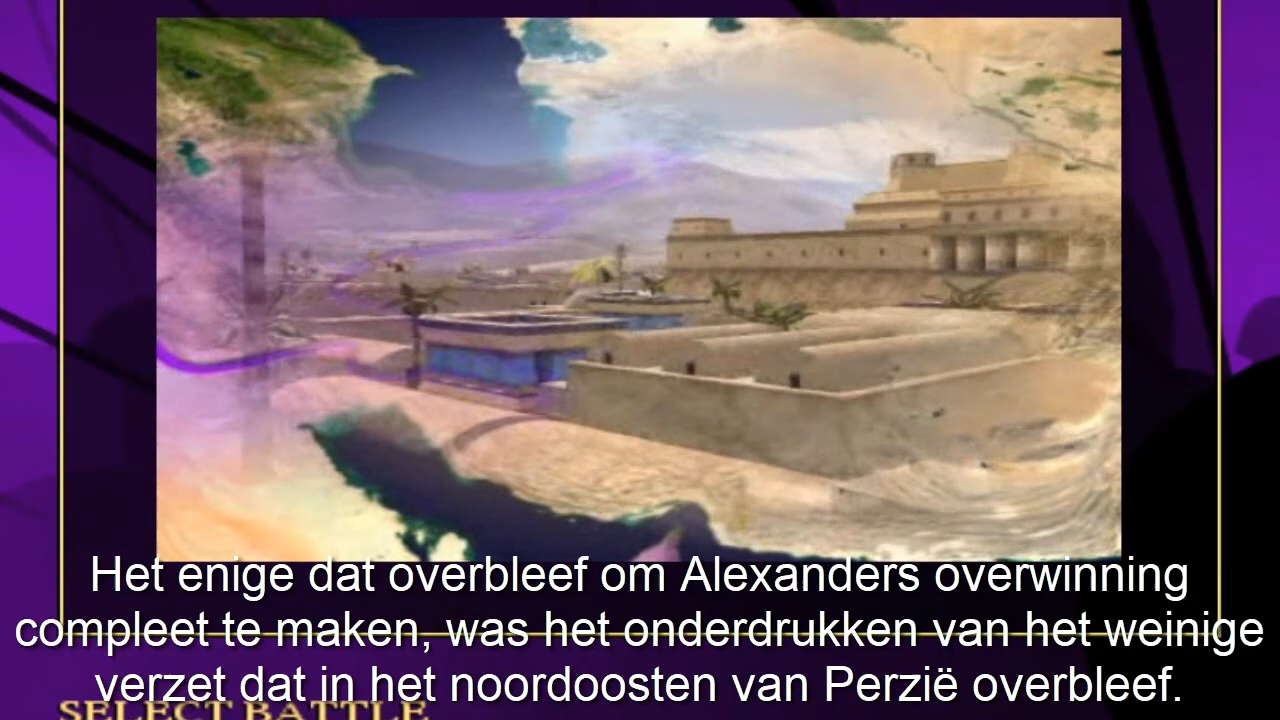 Het enige dat overbleef om Alexanders overwinning
compleet te maken, was het onderdrukken van het weinige
verzet dat in het noordoosten van Perzië overbleef.
SELECT BATTLE